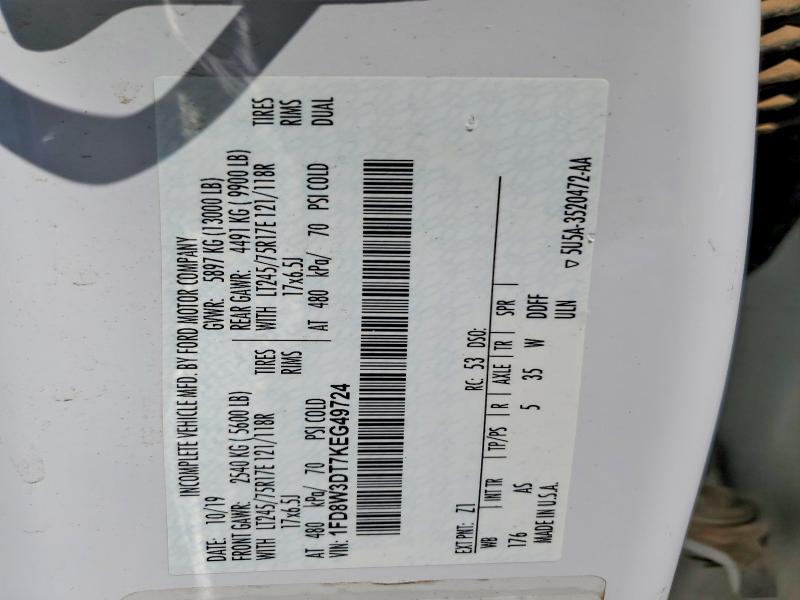 INCOMPLETE VEHICLE MFD. BY FORD MOTOR COMPANY
DATE: 10/19 GVWR: 5897 KG (13000 LB)
FRONT GAWR: 2540 KG (5600 LB) REAR GAWR: 4491 KG (9900 LB)
WITH LT245/75R17E 121/118R TIRES WITH LT245/75R17E 121/118R TIRES
17x6.5J RIMS 17x6.5J RIMS
AT 480 kPa/ 70 PSI COLD AT 480 kPa/ 70 PSI COLD DUAL
VIN: 1FD8W3DT7KEG49724
EXT PNT: Z1 RC: 53 DSO:
WB INT TR TP/PS R AXLE TR SPR
176 AS 5 35 W DDFF
MADE IN U.S.A. ULN
▽ 5U5A-3520472-AA